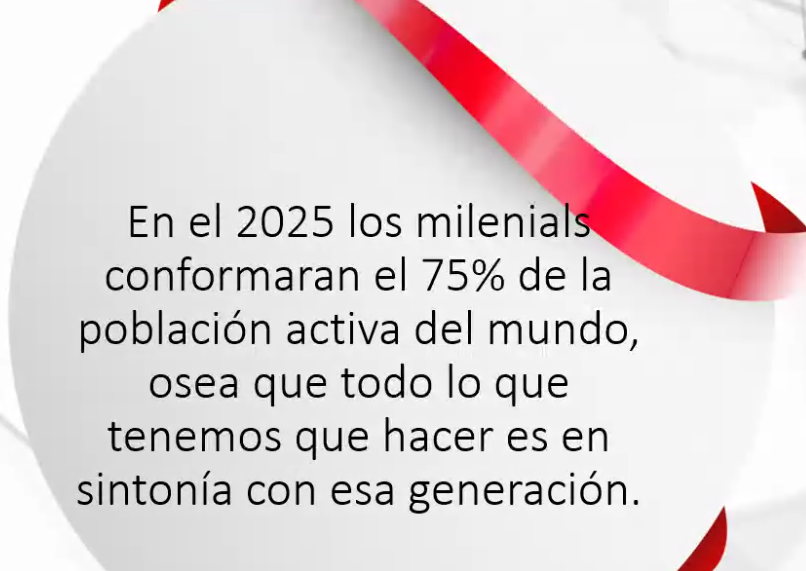 En el 2025 los milenials
conformaran el 75% de la
población activa del mundo,
osea que todo lo que
tenemos que hacer es en
sintonía con esa generación.